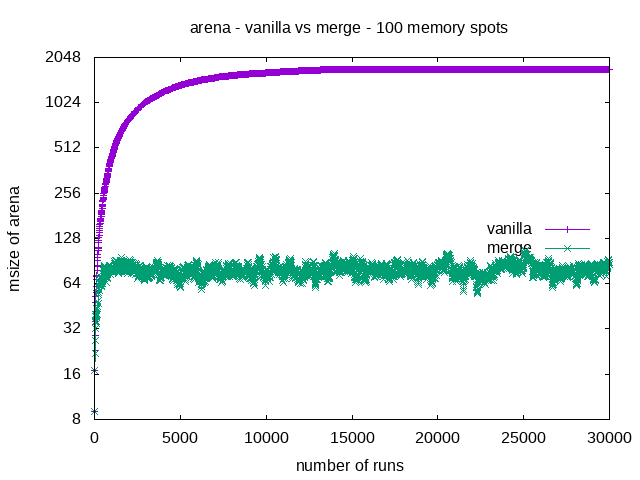 arena - vanilla vs merge - 100 memory spots
2048
1024
512
256
128
64
32
16
8
msize of arena
vanilla
merge
0 5000 10000 15000 20000 25000 30000
number of runs